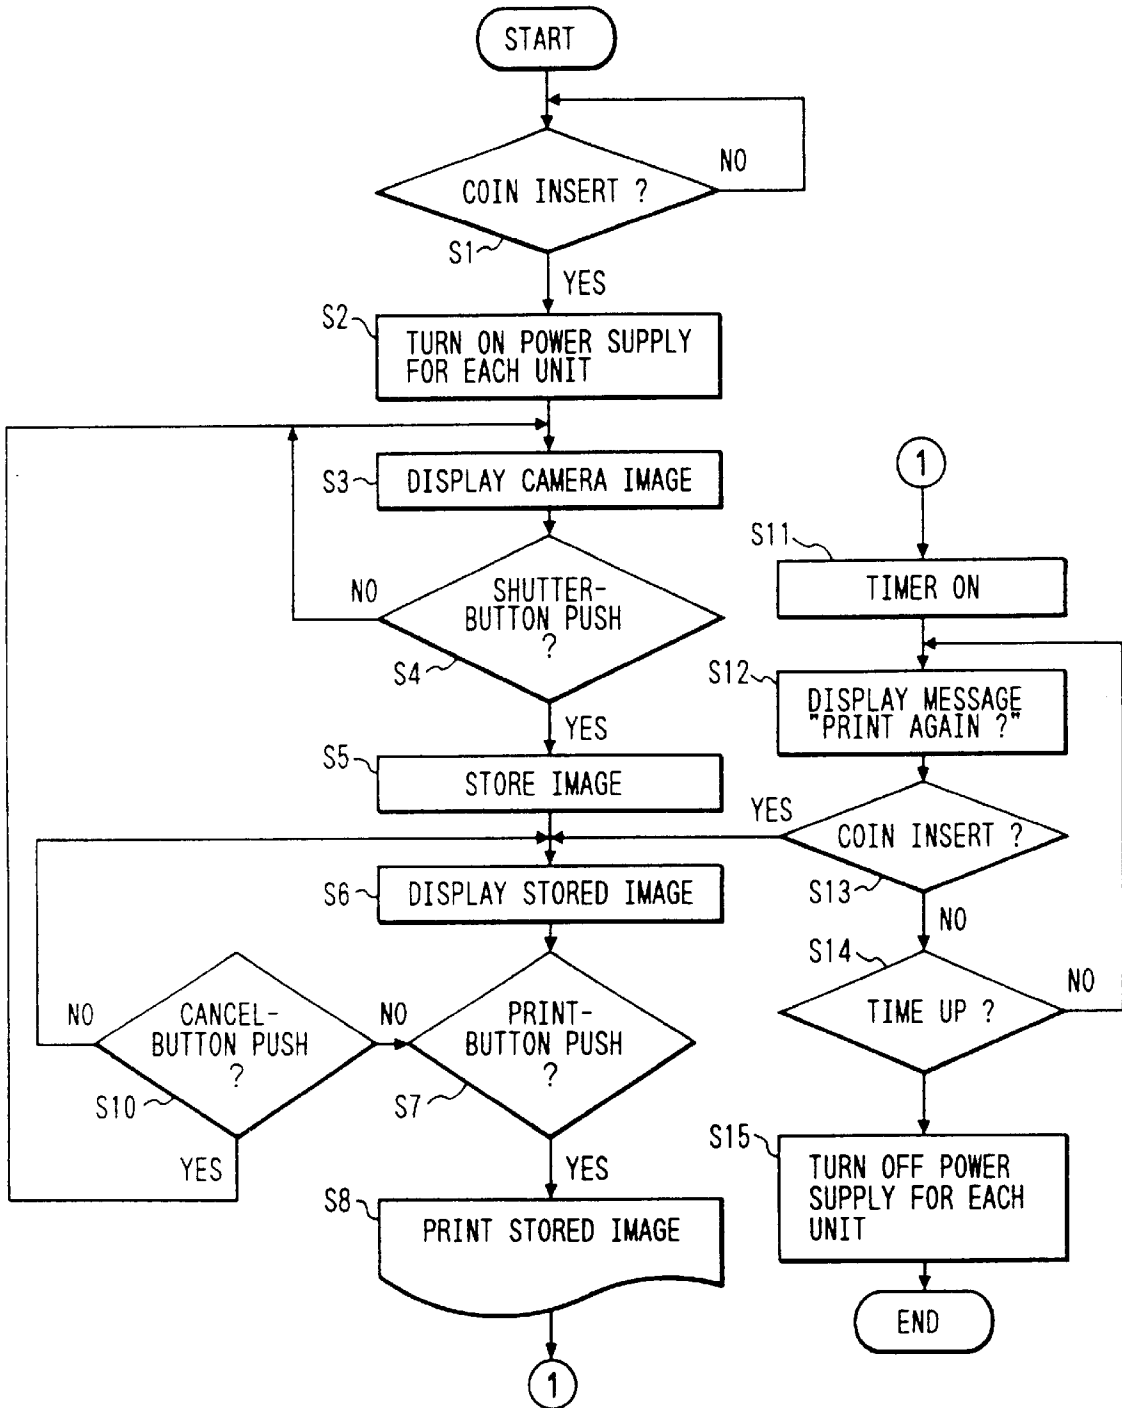 START
COIN INSERT ?
NO
S1
YES
S2
TURN ON POWER SUPPLY
FOR EACH UNIT
S3
DISPLAY CAMERA IMAGE
NO
SHUTTER-
BUTTON PUSH
?
S4
YES
S5
STORE IMAGE
S6
DISPLAY STORED IMAGE
NO
CANCEL-
BUTTON PUSH
?
S10
YES
NO
PRINT-
BUTTON PUSH
?
S7
YES
S8
PRINT STORED IMAGE
1
1
S11
TIMER ON
S12
DISPLAY MESSAGE
"PRINT AGAIN ?"
YES
COIN INSERT ?
S13
NO
S14
TIME UP ?
NO
S15
TURN OFF POWER
SUPPLY FOR EACH
UNIT
END